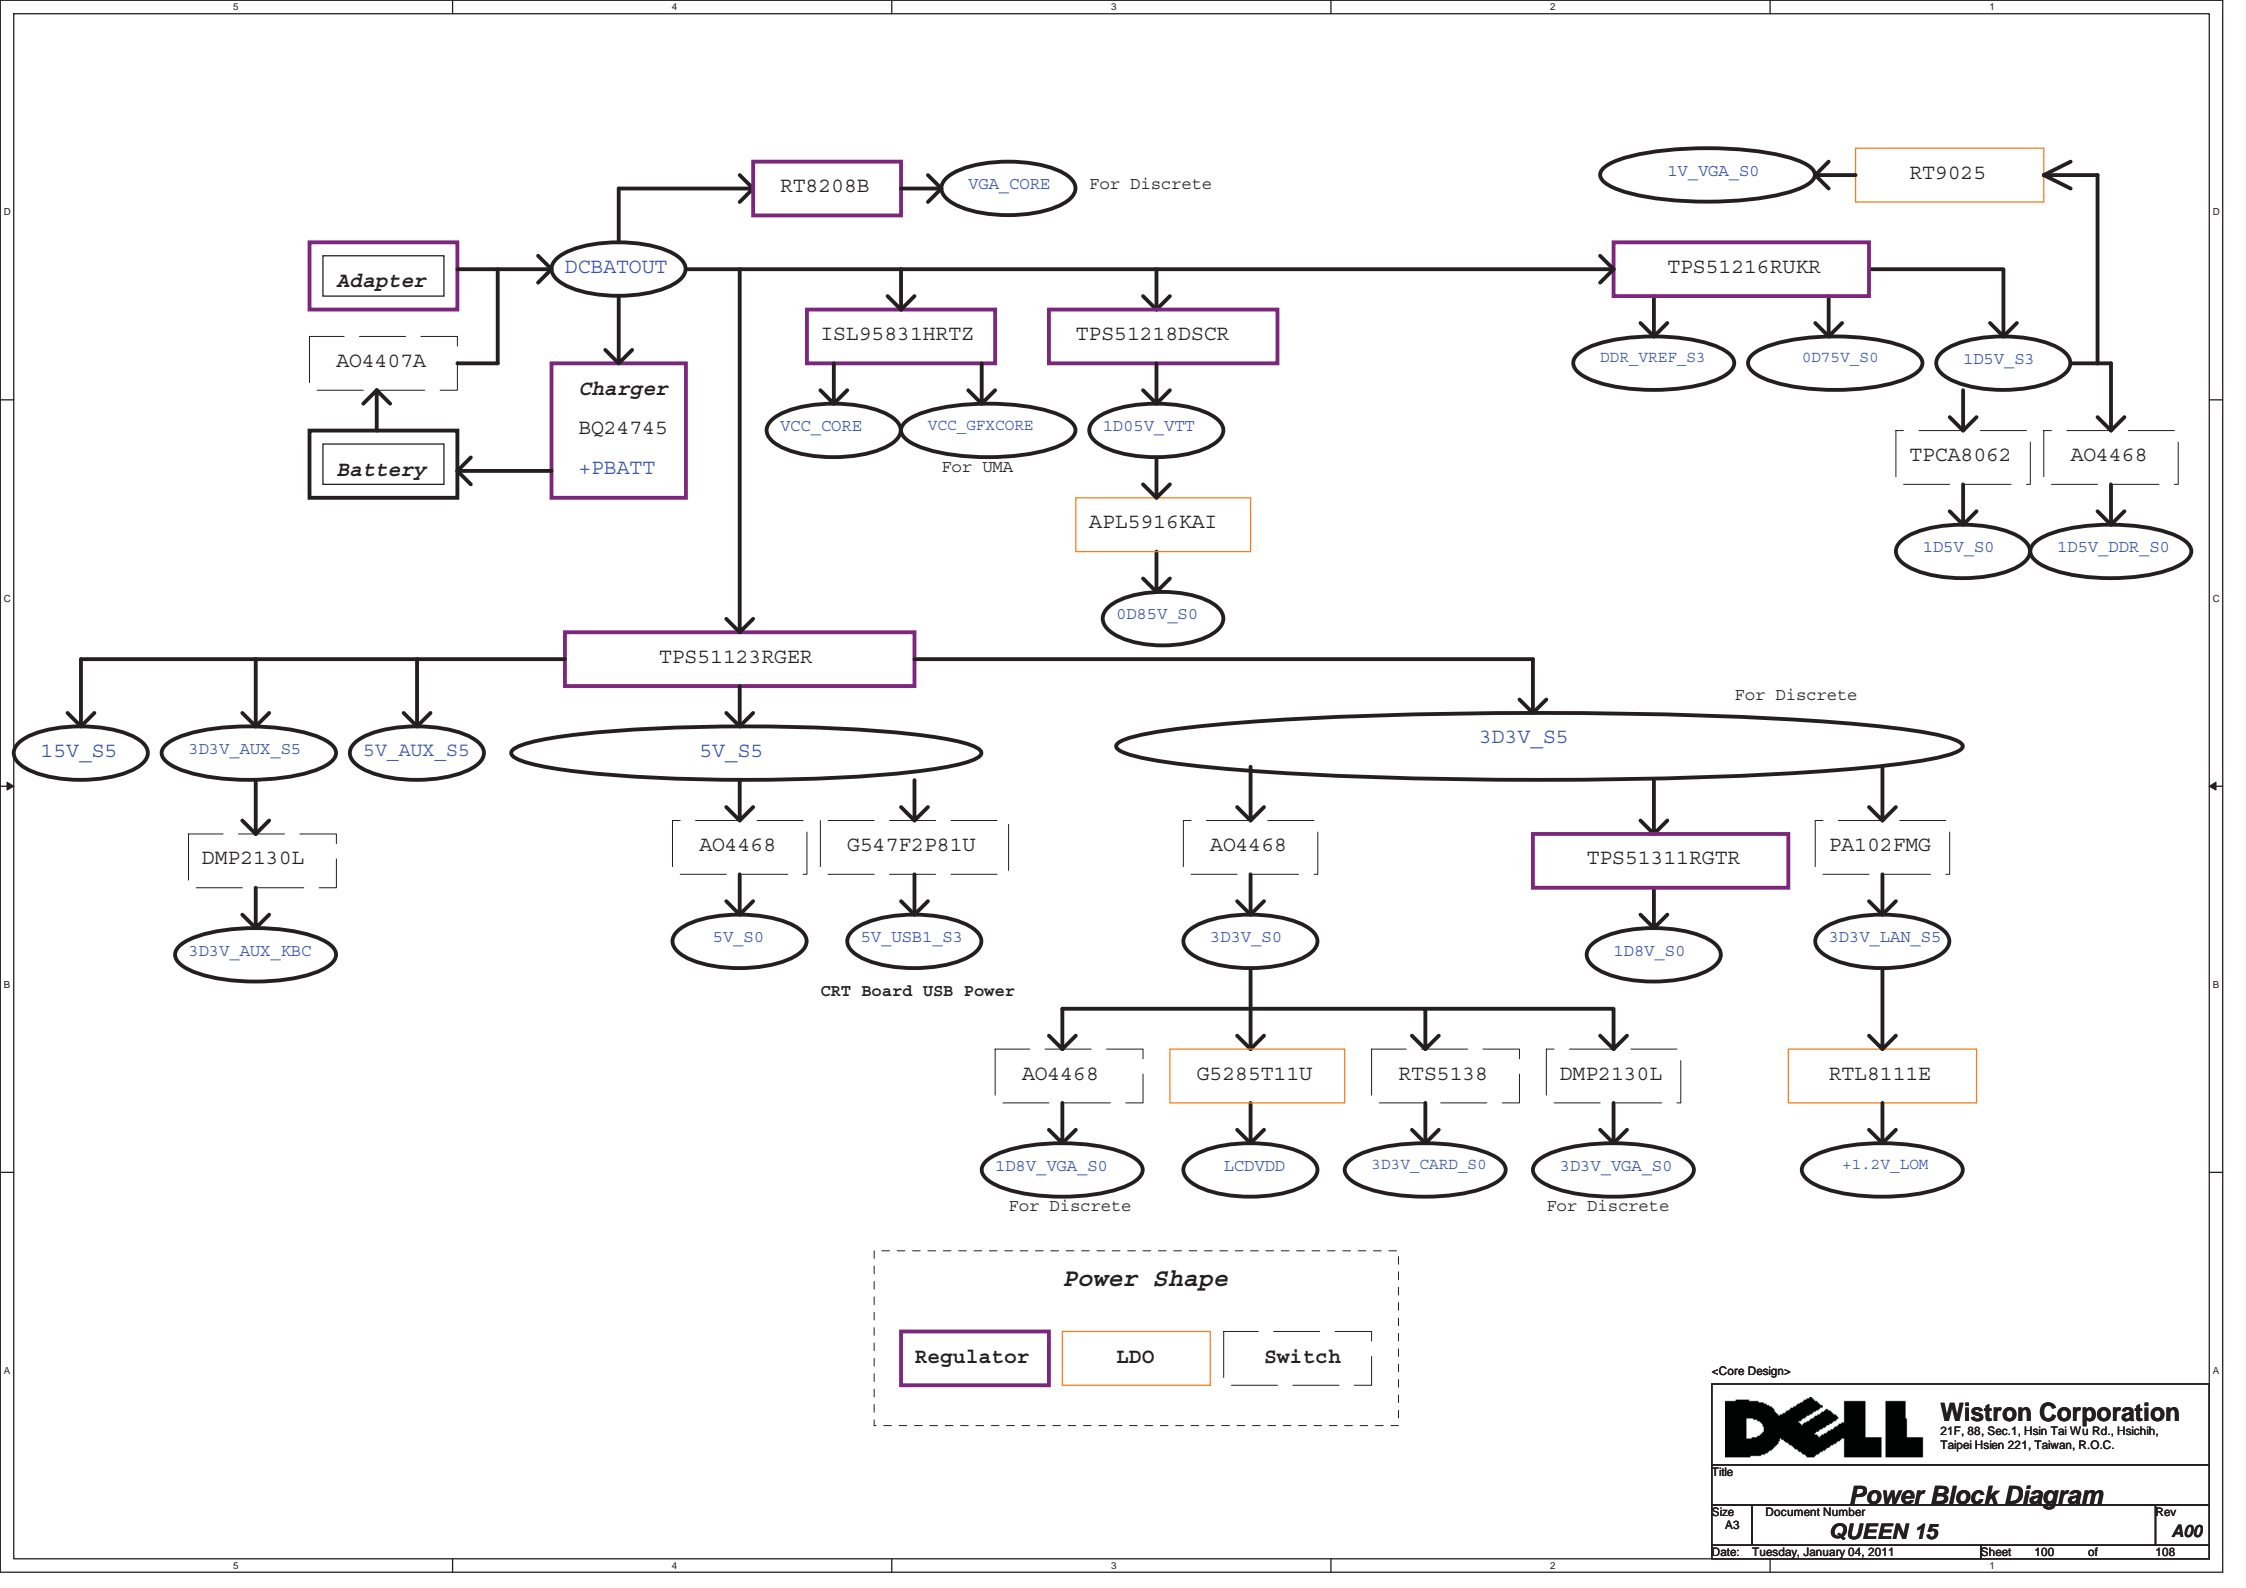 5 4 3 2 1
D
D
C
C
B
B
A
A
RT8208B
VGA_CORE
For Discrete
1V_VGA_S0
RT9025
Adapter
DCBATOUT
TPS51216RUKR
AO4407A
ISL95831HRTZ
TPS51218DSCR
DDR_VREF_S3
0D75V_S0
1D5V_S3
Charger
BQ24745
+PBATT
Battery
VCC_CORE
VCC_GFXCORE
For UMA
1D05V_VTT
TPCA8062
AO4468
APL5916KAI
1D5V_S0
1D5V_DDR_S0
0D85V_S0
TPS51123RGER
For Discrete
15V_S5
3D3V_AUX_S5
5V_AUX_S5
5V_S5
3D3V_S5
DMP2130L
AO4468
G547F2P81U
AO4468
TPS51311RGTR
PA102FMG
3D3V_AUX_KBC
5V_S0
5V_USB1_S3
3D3V_S0
1D8V_S0
3D3V_LAN_S5
CRT Board USB Power
AO4468
G5285T11U
RTS5138
DMP2130L
RTL8111E
1D8V_VGA_S0
LCDVDD
3D3V_CARD_S0
3D3V_VGA_S0
+1.2V_LOM
For Discrete
For Discrete
Power Shape
Regulator
LDO
Switch
<Core Design>
DELL
Wistron Corporation
21F, 88, Sec.1, Hsin Tai Wu Rd., Hsichih,
Taipei Hsien 221, Taiwan, R.O.C.
Title
Power Block Diagram
Size
A3
Document Number
QUEEN 15
Rev
A00
Date: Tuesday, January 04, 2011
Sheet 100 of 108
5 4 3 2 1